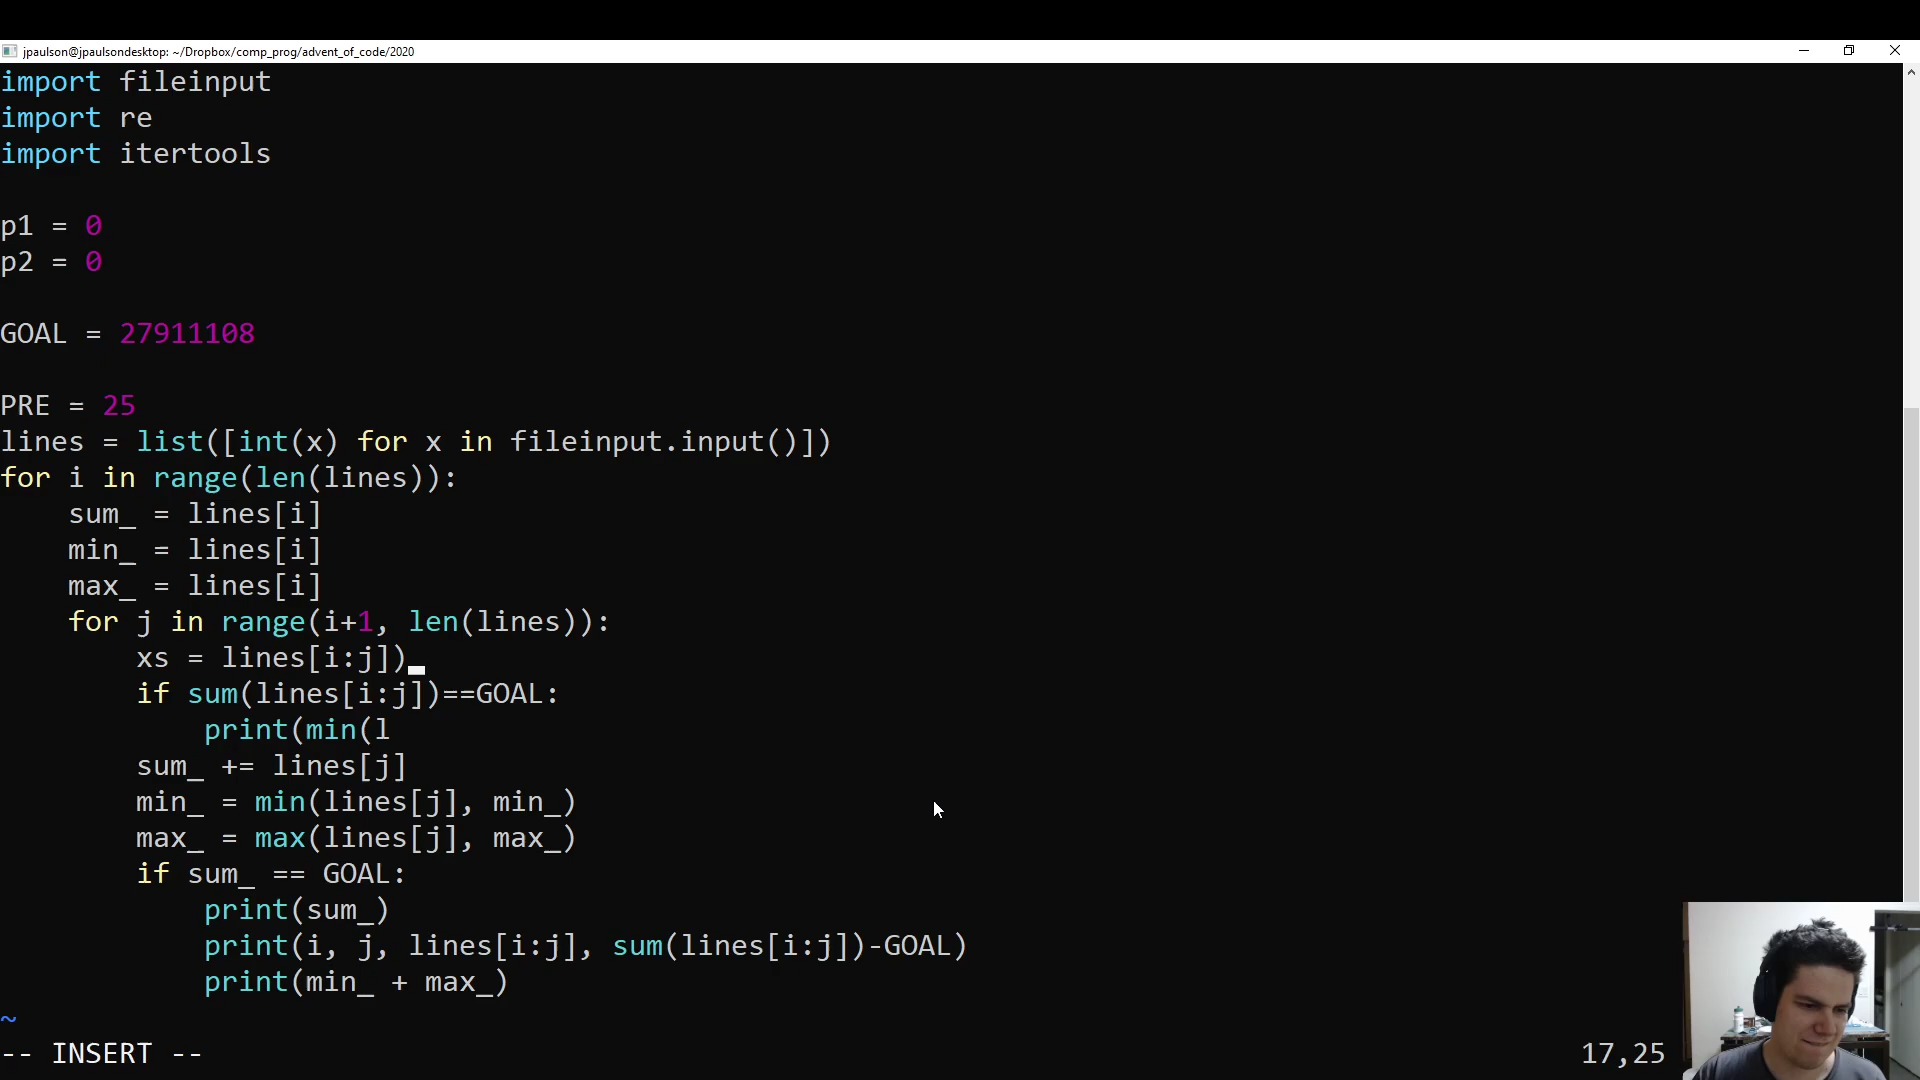 jpaulson@jpaulsondesktop: ~/Dropbox/comp_prog/advent_of_code/2020
import fileinput
import re
import itertools
p1 = 0
p2 = 0
GOAL = 27911108
PRE = 25
lines = list([int(x) for x in fileinput.input()])
for i in range(len(lines)):
    sum_ = lines[i]
    min_ = lines[i]
    max_ = lines[i]
    for j in range(i+1, len(lines)):
        xs = lines[i:j])
        if sum(lines[i:j])==GOAL:
            print(min(l
        sum_ += lines[j]
        min_ = min(lines[j], min_)
        max_ = max(lines[j], max_)
        if sum_ == GOAL:
            print(sum_)
            print(i, j, lines[i:j], sum(lines[i:j])-GOAL)
            print(min_ + max_)
~
-- INSERT -- 17,25